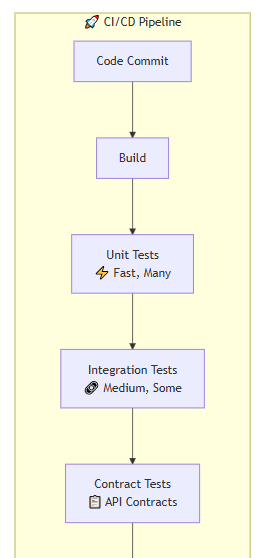 🚀 CI/CD Pipeline
Code Commit
Build
Unit Tests
⚡ Fast, Many
Integration Tests
🔗 Medium, Some
Contract Tests
📋 API Contracts